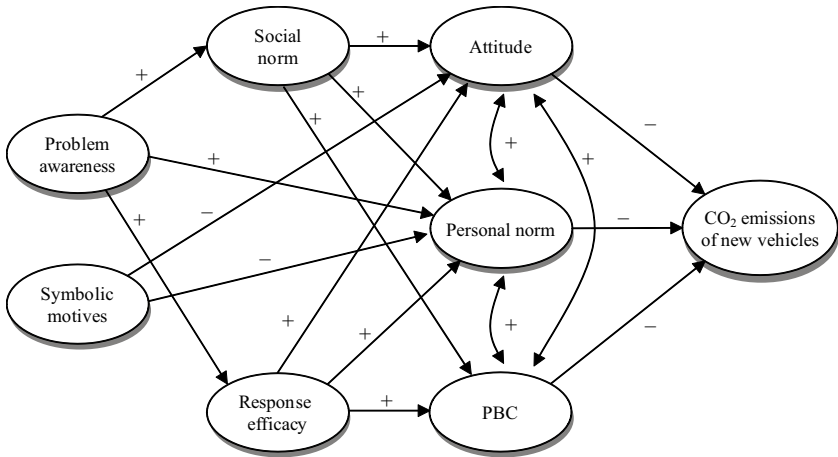 Social
norm
Attitude
Problem
awareness
Personal norm
CO₂ emissions
of new vehicles
Symbolic
motives
Response
efficacy
PBC
+
+
+
+
+
+
+
+
+
+
+
+
+
−
−
−
−
−